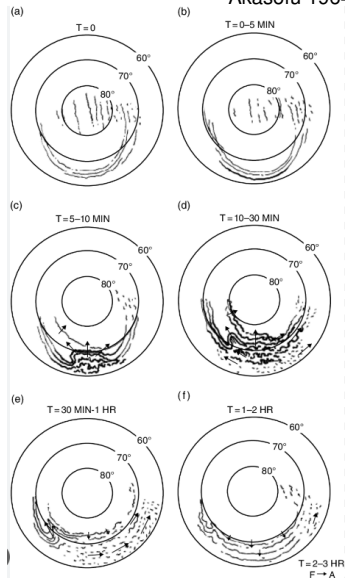 (a)
T = 0
60°
70°
80°
(b)
T = 0–5 MIN
60°
70°
80°
(c)
T = 5–10 MIN
60°
70°
80°
(d)
T = 10–30 MIN
60°
70°
80°
(e)
T = 30 MIN-1 HR
60°
70°
80°
(f)
T = 1–2 HR
60°
70°
80°
T = 2–3 HR
F → A